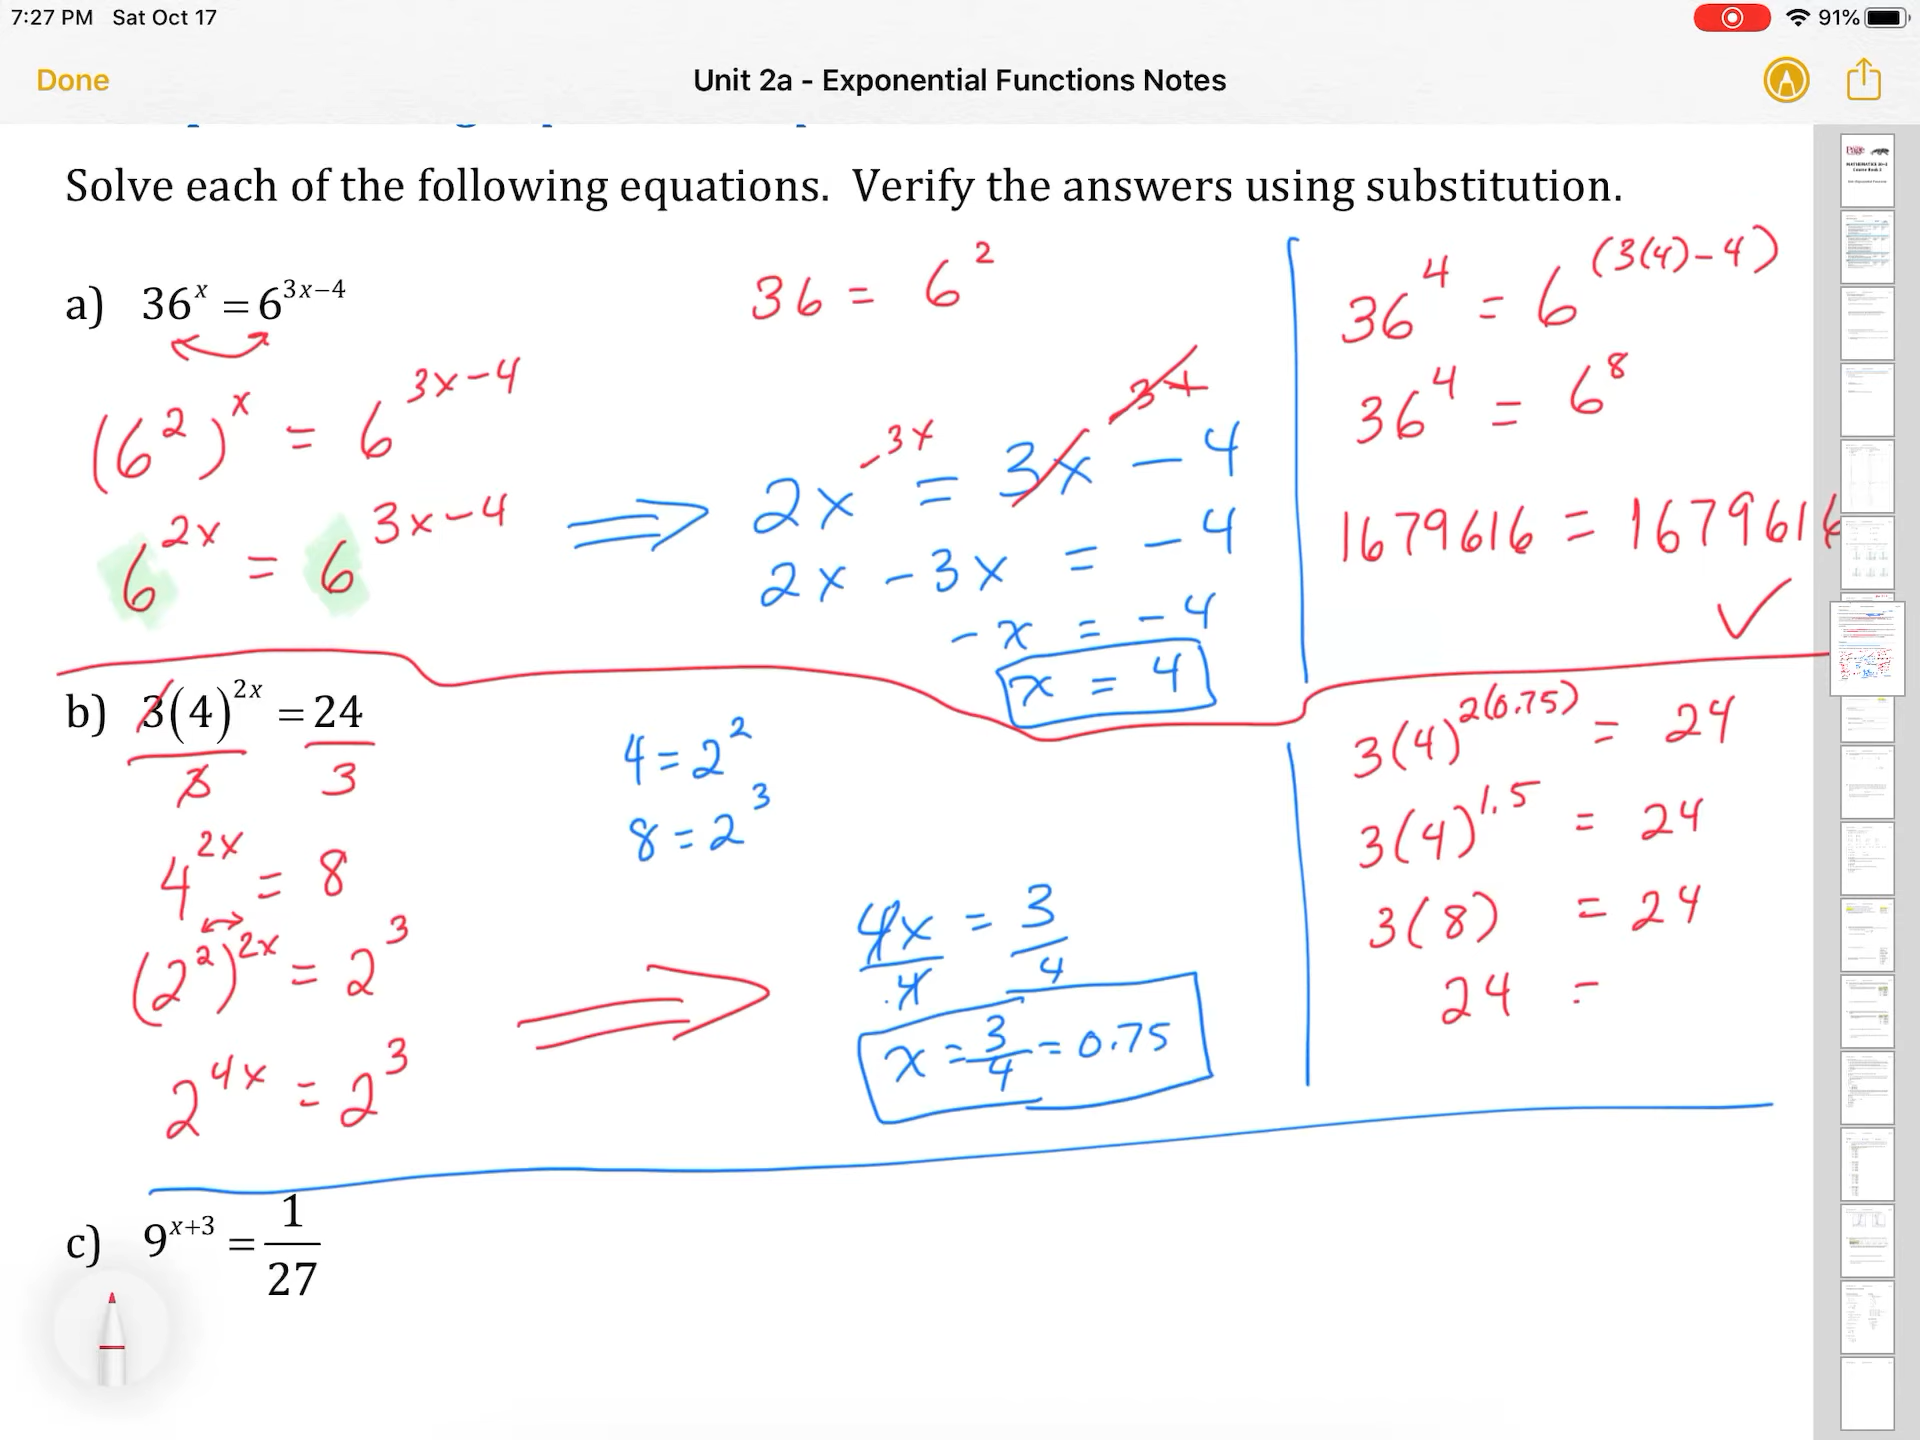 7:27 PM Sat Oct 17
91%
Done
Unit 2a - Exponential Functions Notes
Solve each of the following equations. Verify the answers using substitution.
a) 36^x = 6^(3x−4)
36 = 6^2
(6^2)^x = 6^(3x−4)
6^(2x) = 6^(3x−4)
−3x
2x = 3x − 4
2x − 3x = −4
−x = −4
x = 4
36^4 = 6^(3(4)−4)
36^4 = 6^8
1679616 = 1679616
✓
b) 3(4)^(2x) = 24
3 3
4^(2x) = 8
(2^2)^(2x) = 2^3
2^(4x) = 2^3
4 = 2^2
8 = 2^3
4x = 3
4 4
x = 3/4 = 0.75
3(4)^(2(0.75)) = 24
3(4)^1.5 = 24
3(8) = 24
24 =
c) 9^(x+3) = 1/27